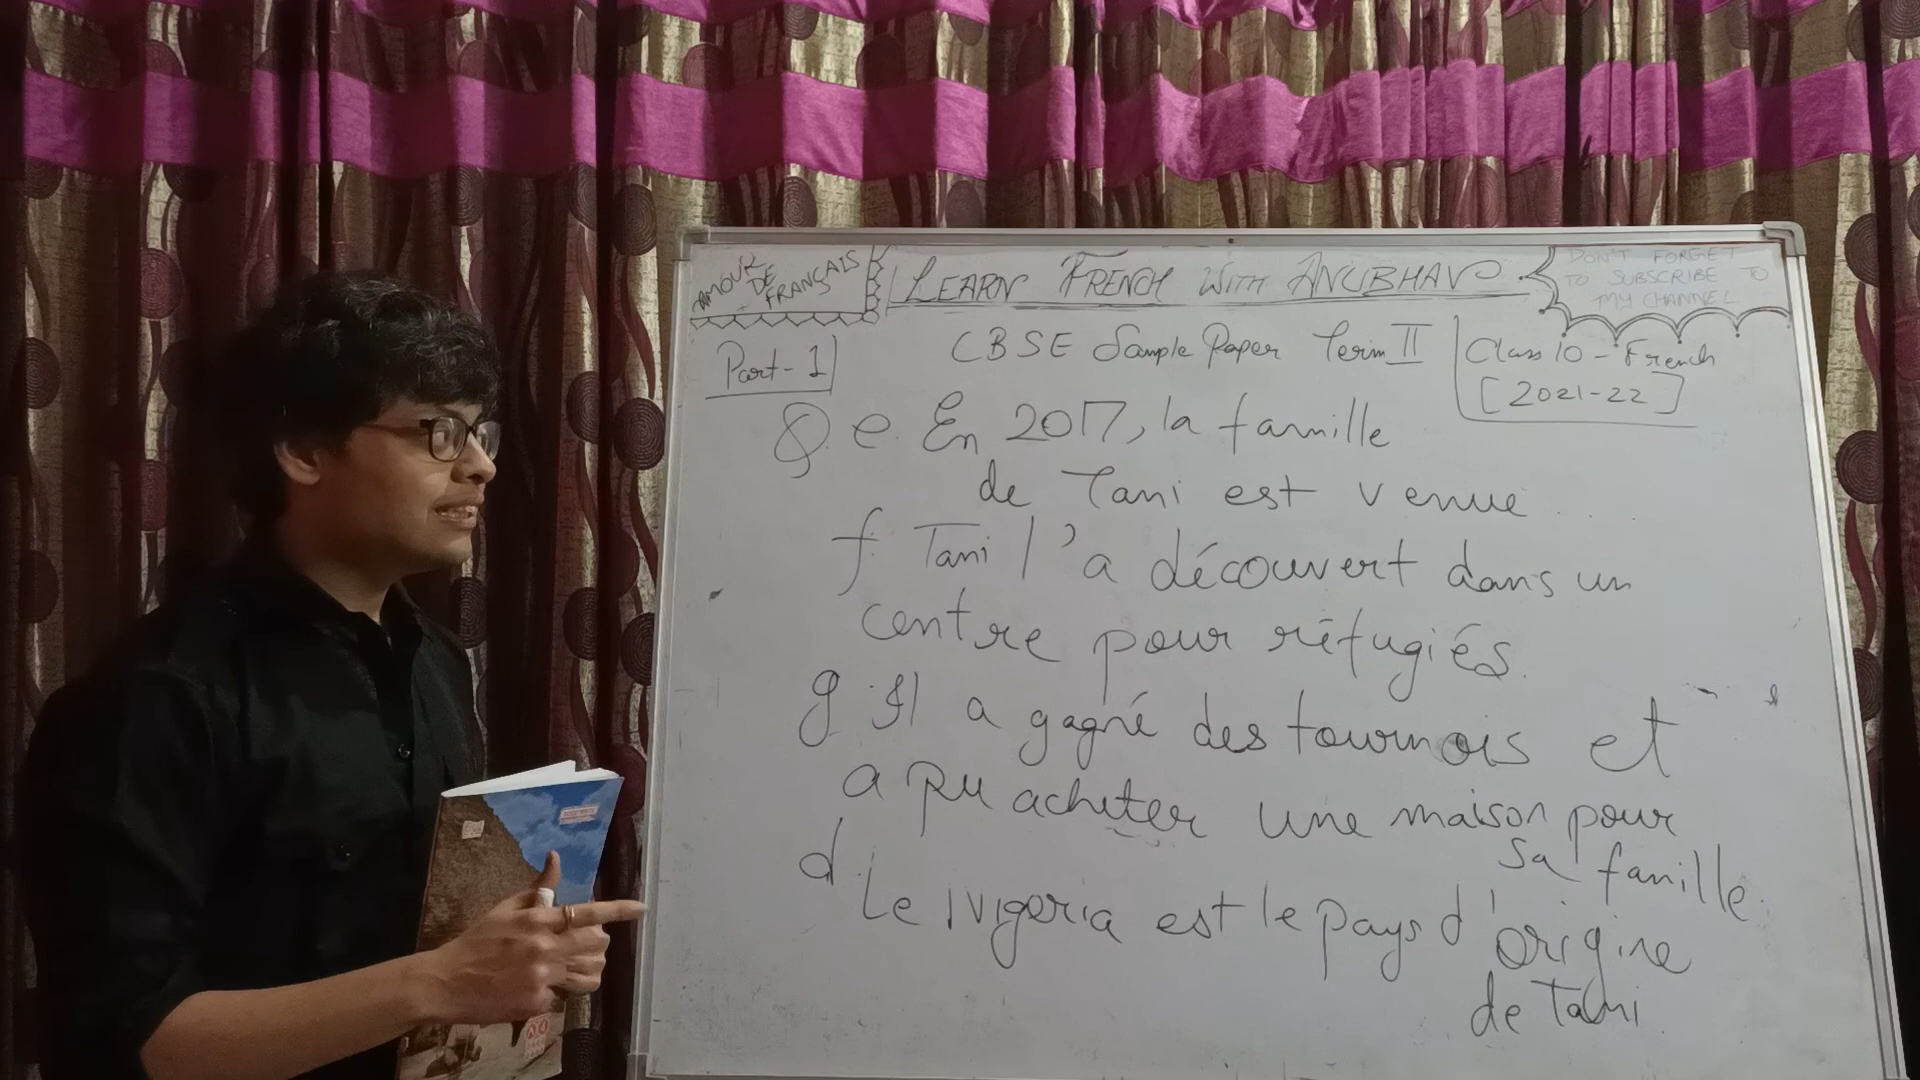 AMOUR
DE
FRANÇAIS
LEARN FRENCH WITH ANUBHAV
DON'T FORGET
TO SUBSCRIBE TO
MY CHANNEL
Part-1
CBSE Sample Paper Term II
Class 10 - French
[2021-22]
Q. e. En 2017, la famille
de Tani est venue...
f Tani l'a découvert dans un
centre pour réfugiés.
g. Il a gagné des tournois et
a pu acheter une maison pour
sa famille.
d. Le Nigeria est le pays d'origine
de Tani.